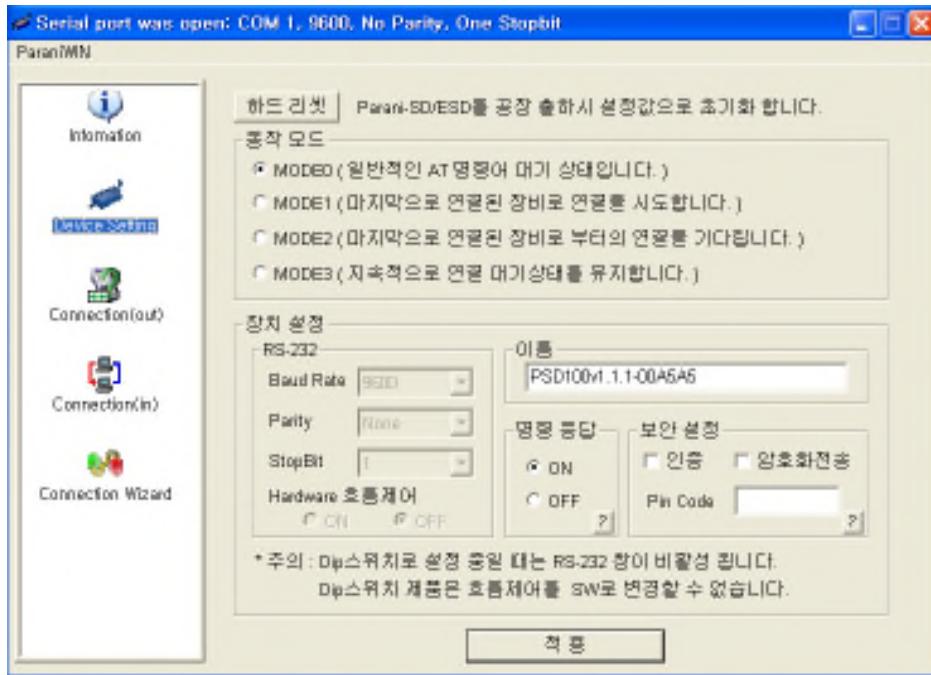 Serial port was open: COM 1, 9600, No Parity, One Stopbit
ParaniWIN
Infomation
Device Setting
Connection(out)
Connection(in)
Connection Wizard
하드 리셋 Parani-SD/ESD를 공장 출하시 설정값으로 초기화 합니다.
동작 모드
MODE0 ( 일반적인 AT 명령어 대기 상태입니다. )
MODE1 ( 마지막으로 연결된 장비로 연결을 시도합니다. )
MODE2 ( 마지막으로 연결된 장비로 부터의 연결을 기다립니다. )
MODE3 ( 지속적으로 연결 대기상태를 유지합니다. )
장치 설정
RS-232
Baud Rate 9600
Parity None
StopBit 1
Hardware 흐름제어
ON OFF
이름
PSD100v1.1.1-00A5A5
명령 응답
ON
OFF
?
보안 설정
인증 암호화전송
Pin Code
?
* 주의 : Dip스위치로 설정 중일 때는 RS-232 창이 비활성 됩니다.
Dip스위치 제품은 흐름제어를 SW로 변경할 수 없습니다.
적 용